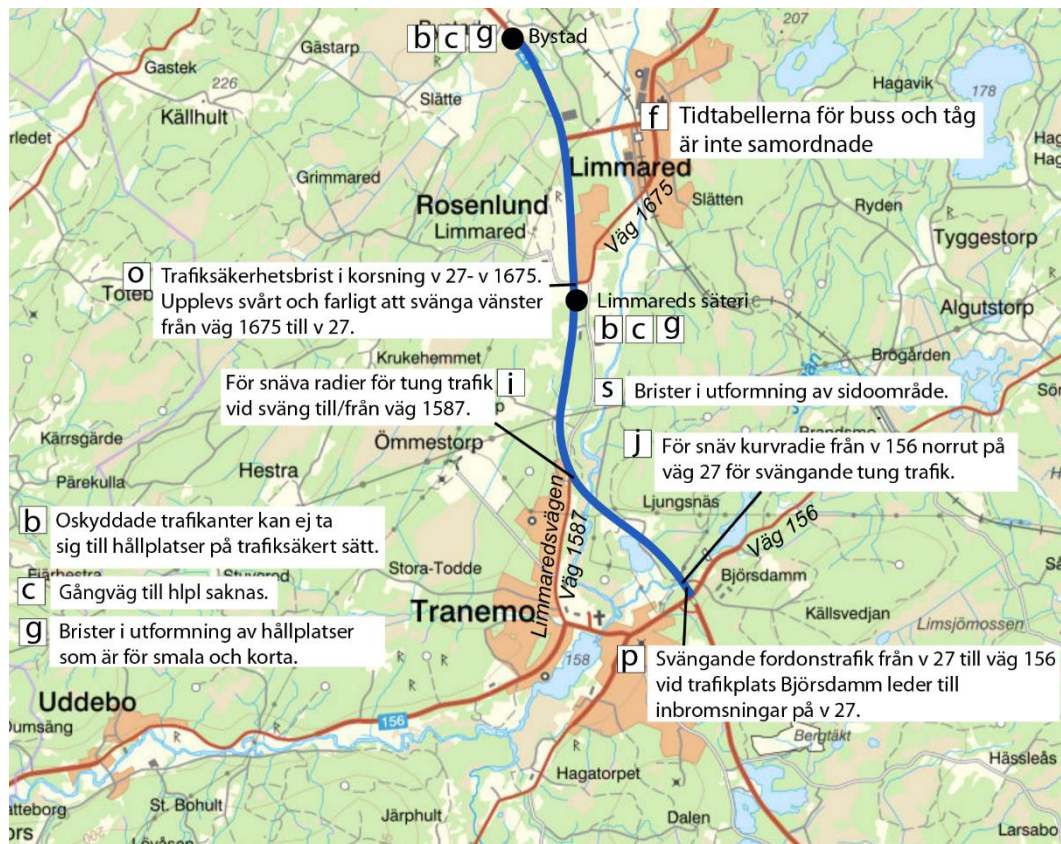 207
Gästarp
b c g Bystad
Gastek
226
Slätte
Hagavik
178
Källhult
f Tidtabellerna för buss och tåg
är inte samordnade
Limmared
Grimmared
Slätten
Rosenlund
Limmared
Väg 1675
Ryden
Tyggestorp
o Trafiksäkerhetsbrist i korsning v 27- v 1675.
Upplevs svårt och farligt att svänga vänster
från väg 1675 till v 27.
Limmareds säteri
b c g
Algutstorp
Krukehemmet
Brogården
För snäva radier för tung trafik
vid sväng till/från väg 1587.
i
s Brister i utformning av sidoområde.
Kärrsgärde
Ömmestorp
j För snäv kurvradie från v 156 norrut på
väg 27 för svängande tung trafik.
Hestra
Pärekulla
Ljungsnäs
Limmaredsvägen
Väg 1587
Väg 156
b Oskyddade trafikanter kan ej ta
sig till hållplatser på trafiksäkert sätt.
Stora-Todde
Björsdamm
c Gångväg till hlpl saknas.
Tranemo
Källsvedjan
Limsjömossen
g Brister i utformning av hållplatser
som är för smala och korta.
158
p Svängande fordonstrafik från v 27 till väg 156
vid trafikplats Björsdamm leder till
inbromsningar på v 27.
Uddebo
156
Bergtäkt
Hässleås
Hagatorpet
St. Bohult
Järphult
Dalen
Larsabo